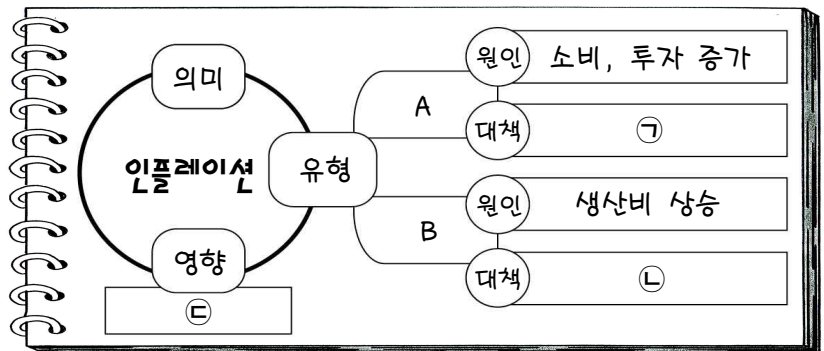 의미
인플레이션
유형
영향
㉢
A
원인
소비, 투자 증가
대책
㉠
B
원인
생산비 상승
대책
㉡